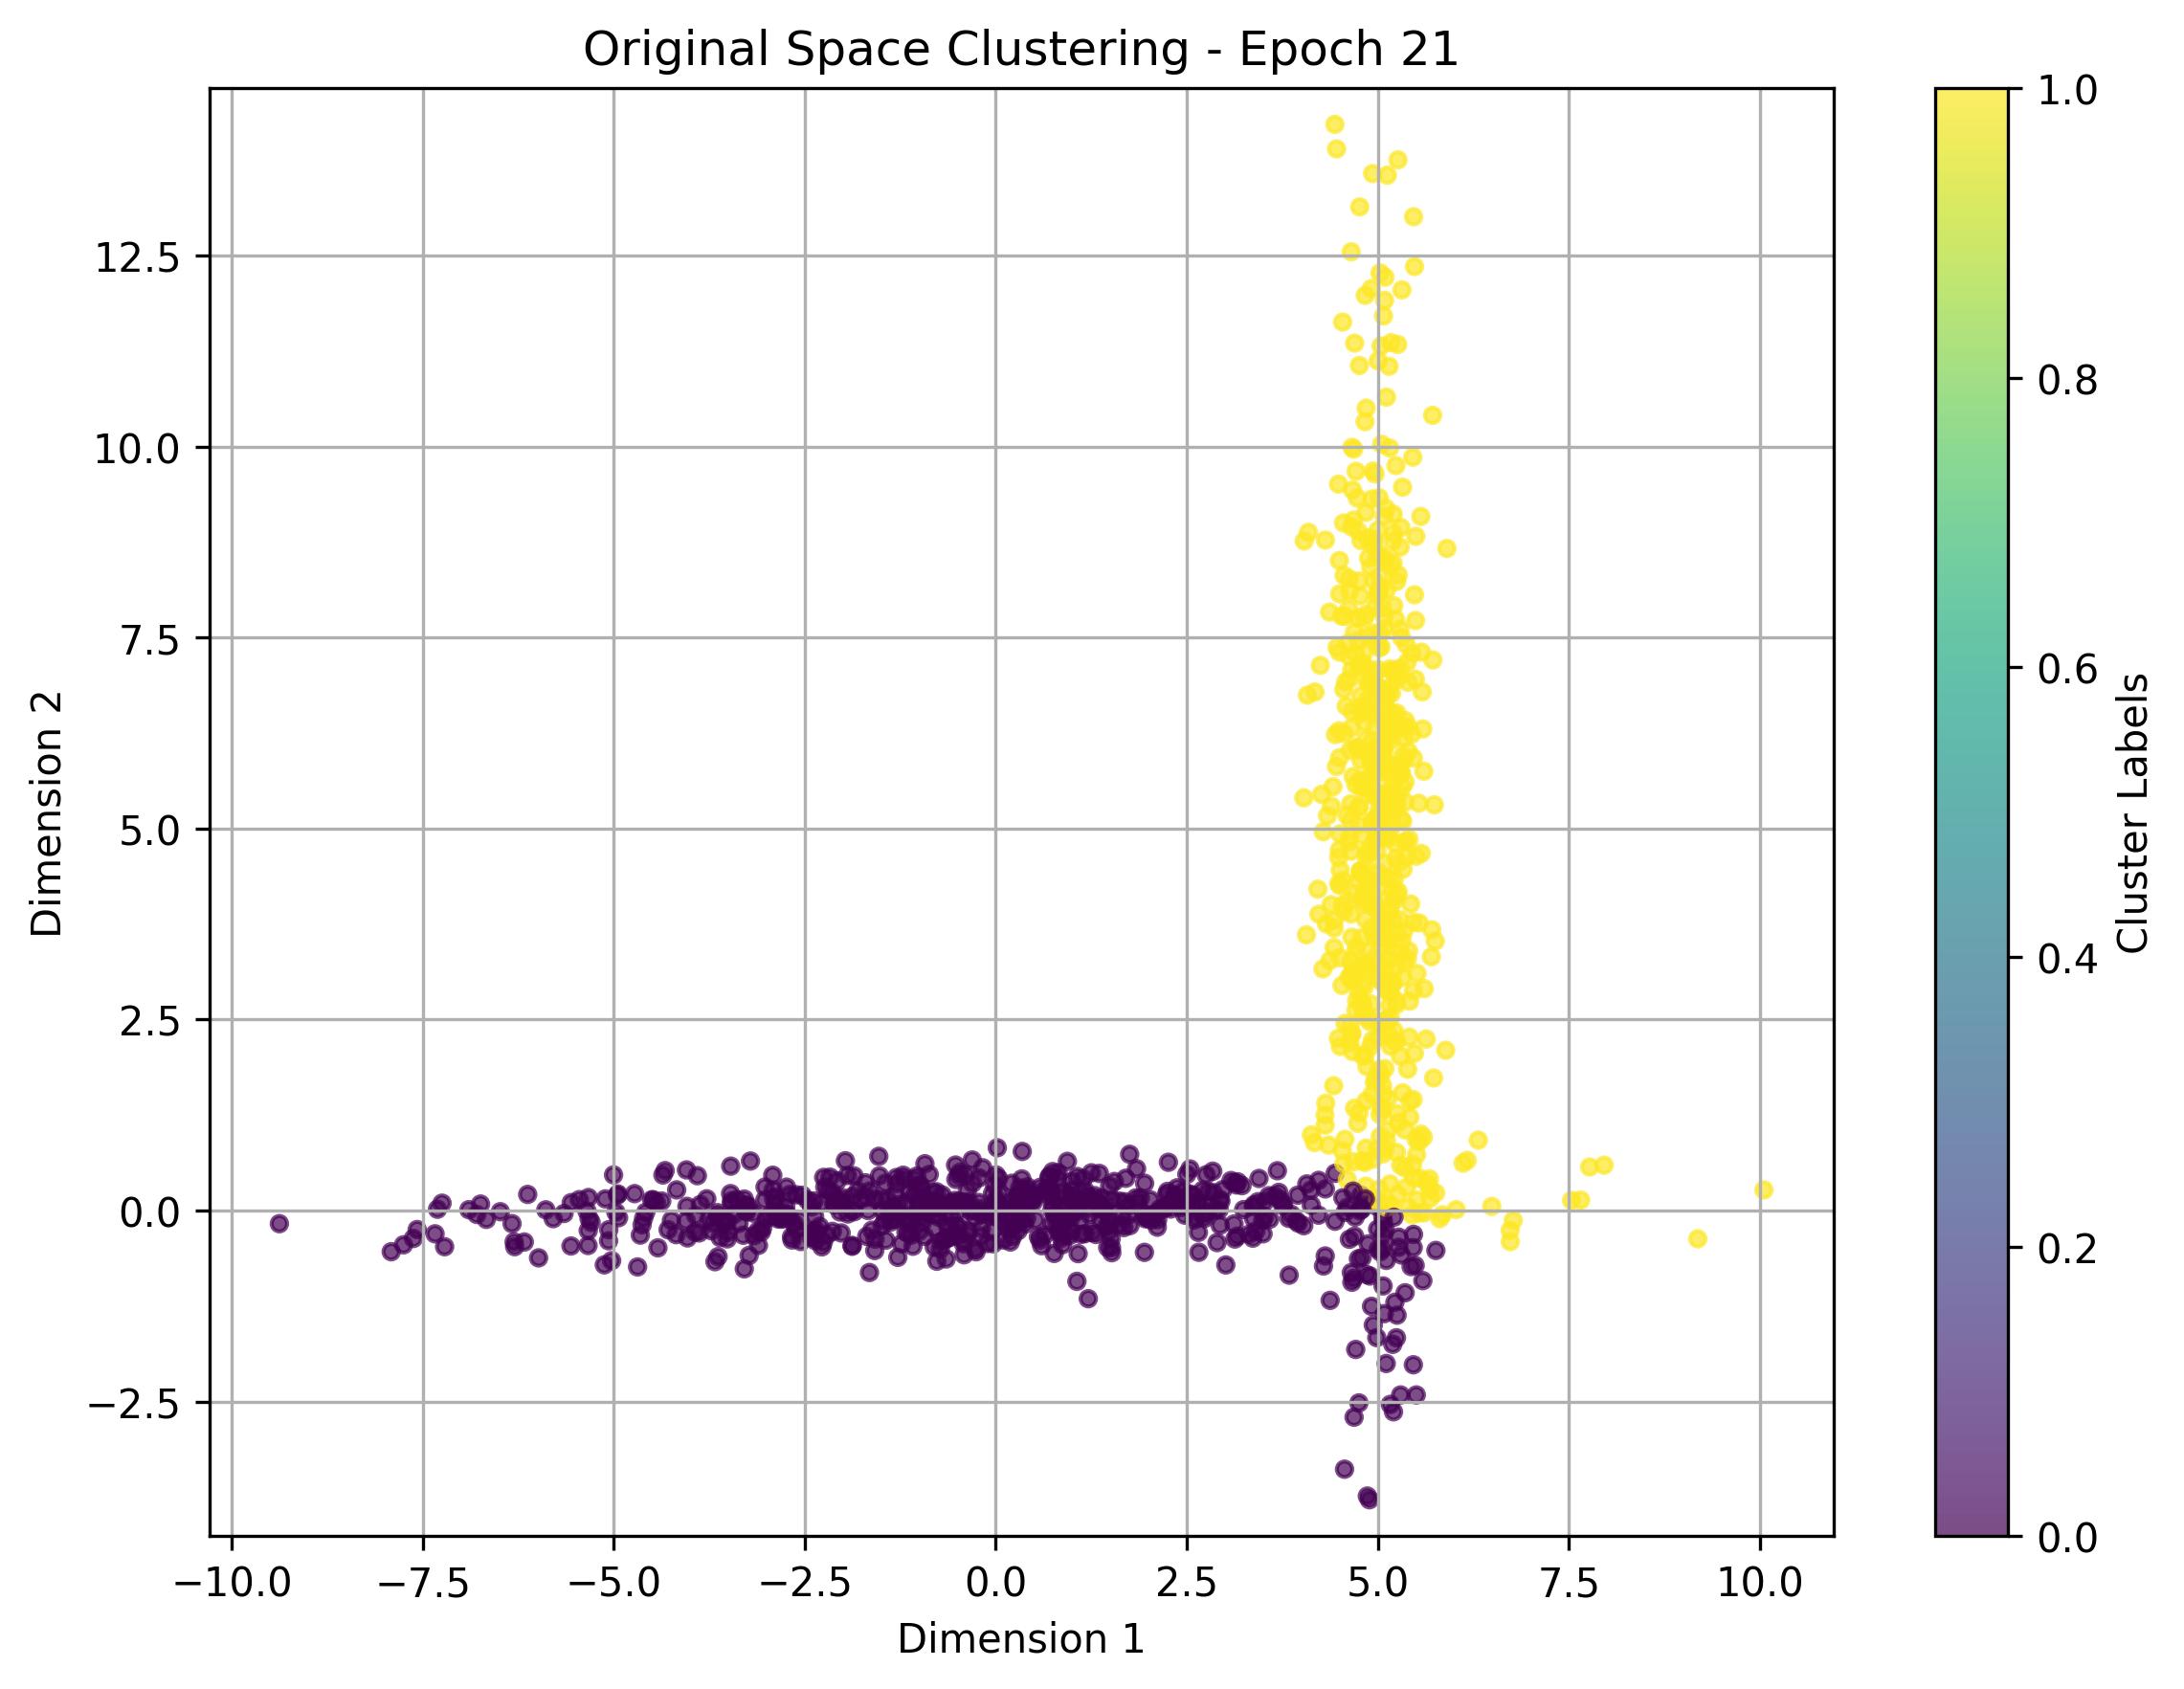 Original Space Clustering - Epoch 21
12.5
10.0
7.5
5.0
2.5
0.0
−2.5
Dimension 2
−10.0 −7.5 −5.0 −2.5 0.0 2.5 5.0 7.5 10.0
Dimension 1
1.0
0.8
0.6
0.4
0.2
0.0
Cluster Labels